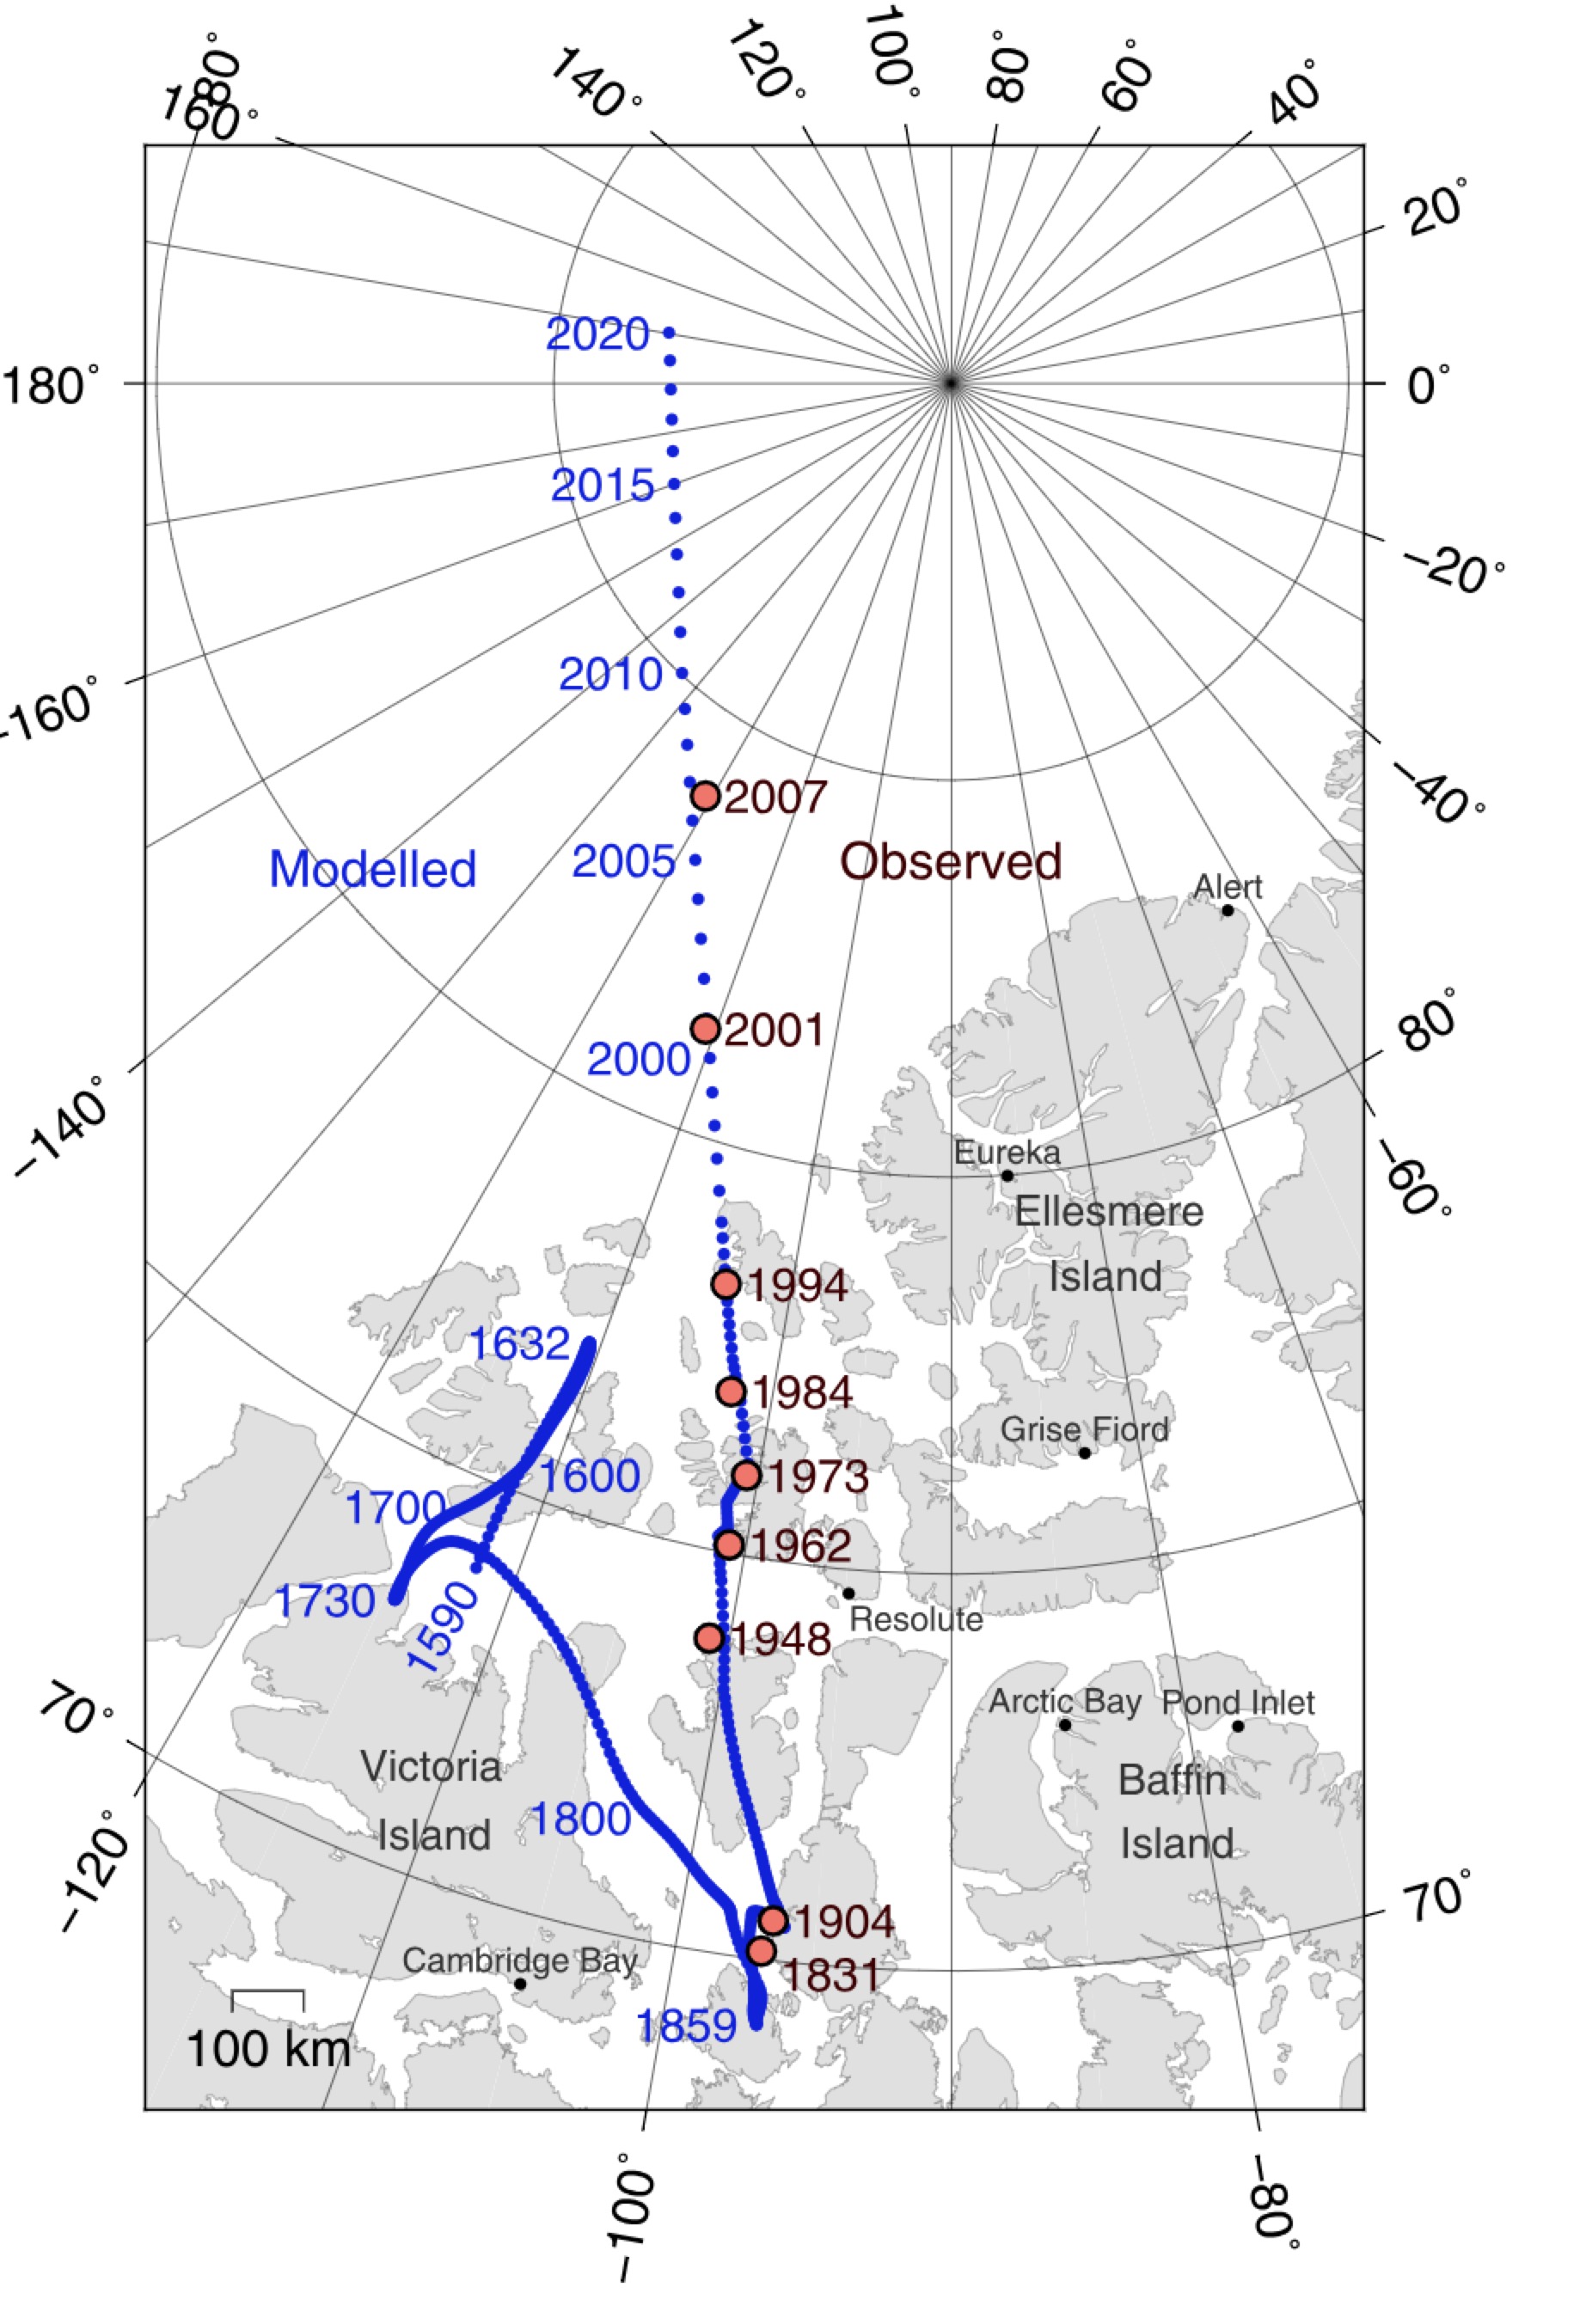 180°
160°
140°
120°
100°
80°
60°
40°
20°
2020
180°
0°
2015
−20°
2010
−160°
−40°
2007
Modelled
2005
Observed
Alert
2001
2000
80°
−140°
Eureka
−60°
Ellesmere
Island
1994
1632
1984
Grise Fiord
1600
1973
1700
1962
1730
1590
Resolute
1948
70°
Arctic Bay
Pond Inlet
Victoria
Island
Baffin
Island
1800
−120°
70°
1904
Cambridge Bay
1831
1859
100 km
−100°
−80°